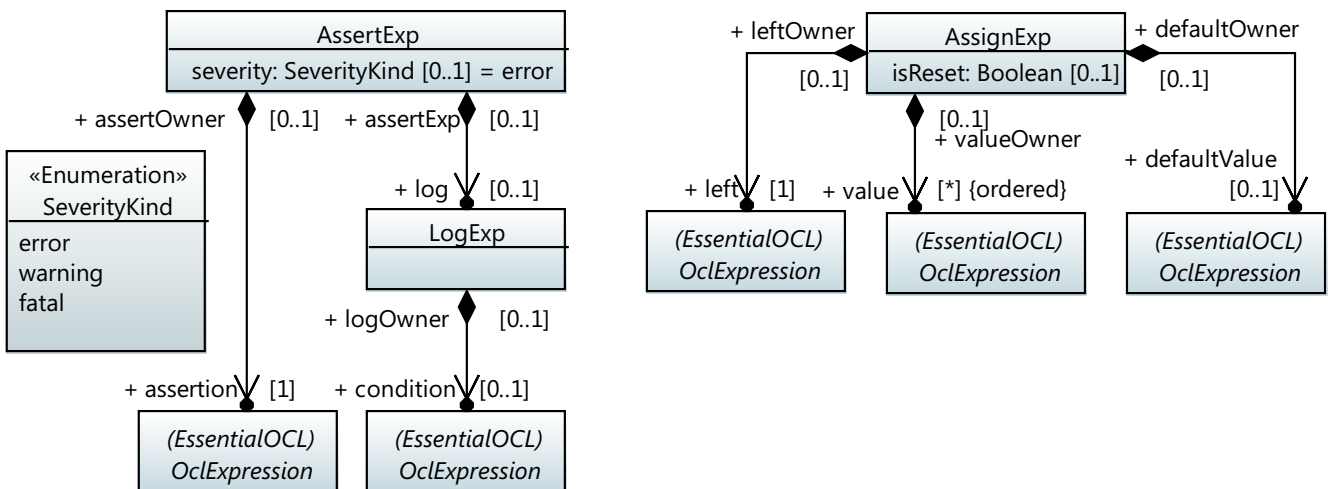 AssertExp
severity: SeverityKind [0..1] = error
+ assertOwner
[0..1]
+ assertExp
[0..1]
«Enumeration»
SeverityKind
error
warning
fatal
+ log
[0..1]
LogExp
+ logOwner
[0..1]
+ assertion
[1]
+ condition
[0..1]
(EssentialOCL)
OclExpression
(EssentialOCL)
OclExpression
+ leftOwner
[0..1]
AssignExp
isReset: Boolean [0..1]
+ defaultOwner
[0..1]
[0..1]
+ valueOwner
+ defaultValue
[0..1]
+ left
[1]
+ value
[*] {ordered}
(EssentialOCL)
OclExpression
(EssentialOCL)
OclExpression
(EssentialOCL)
OclExpression